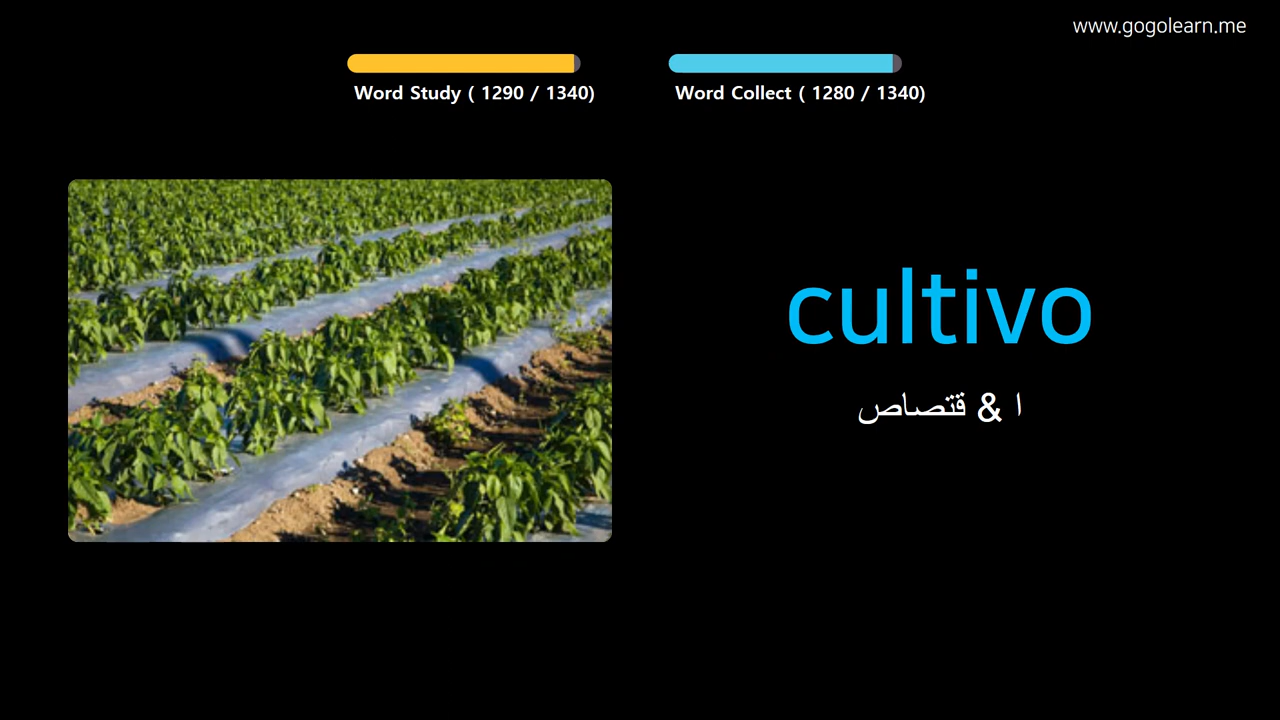 www.gogolearn.me
Word Study ( 1290 / 1340)
Word Collect ( 1280 / 1340)
cultivo
ا & قتصاص